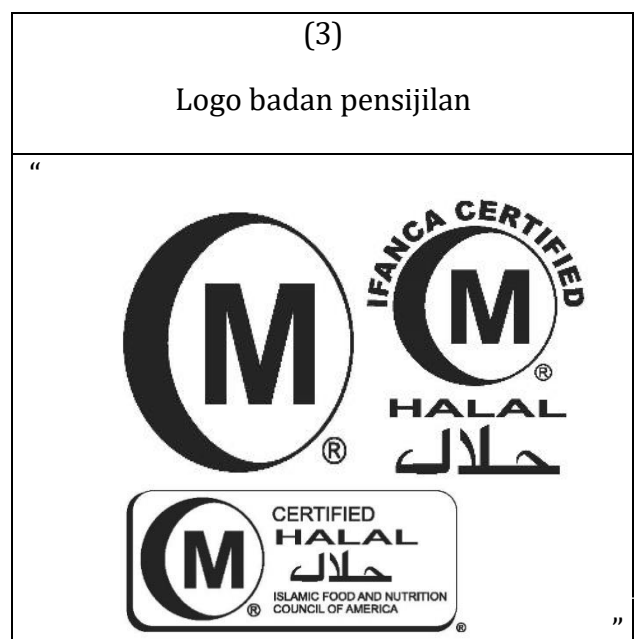 (3)
Logo badan pensijilan
“
M
®
IFANCA CERTIFIED
M
®
HALAL
حلال
M
®
CERTIFIED
HALAL
حلال
ISLAMIC FOOD AND NUTRITION
COUNCIL OF AMERICA
®
”